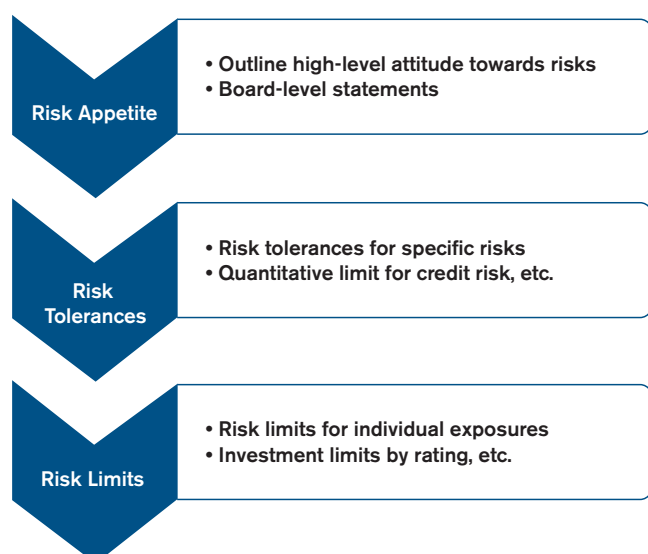 Risk Appetite
• Outline high-level attitude towards risks
• Board-level statements
Risk
Tolerances
• Risk tolerances for specific risks
• Quantitative limit for credit risk, etc.
Risk Limits
• Risk limits for individual exposures
• Investment limits by rating, etc.